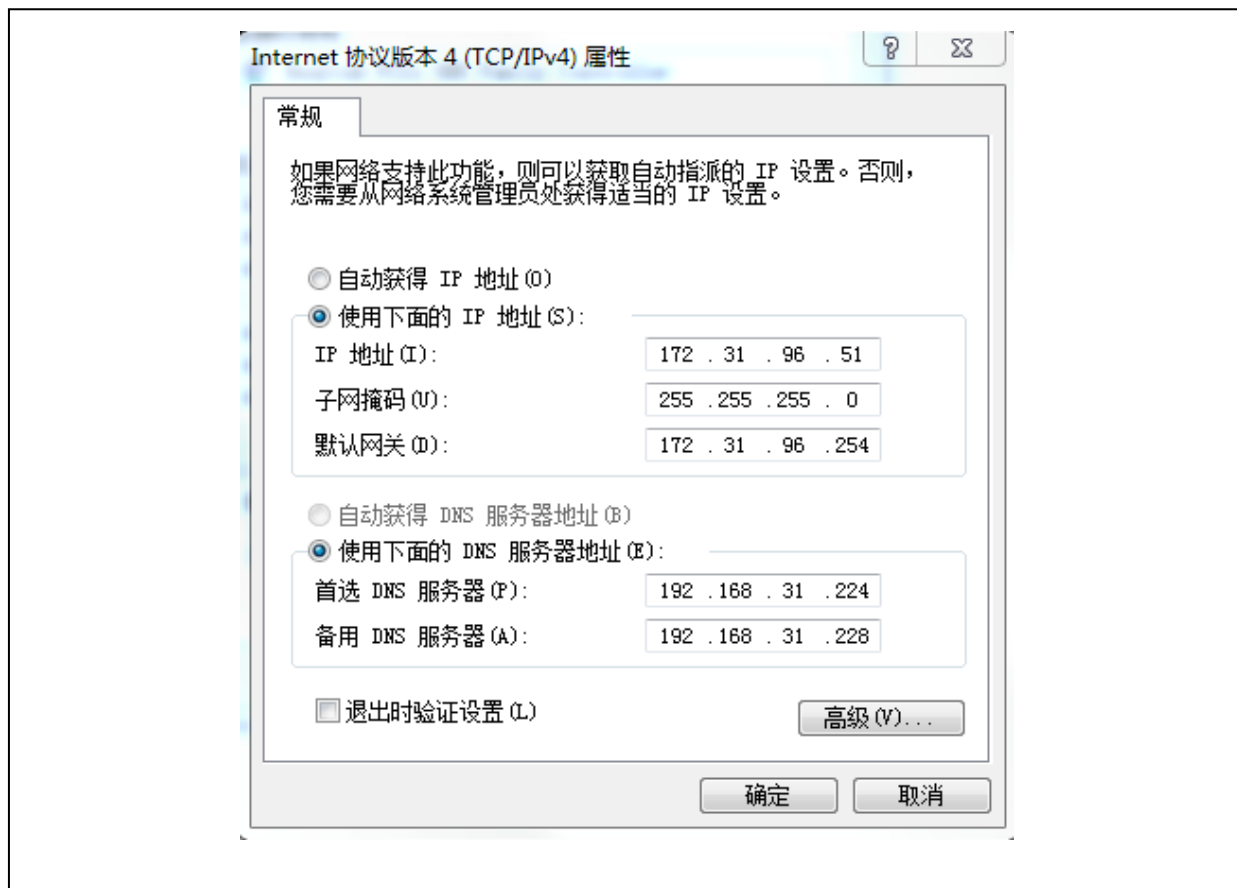 Internet 协议版本 4 (TCP/IPv4) 属性
常规
如果网络支持此功能，则可以获取自动指派的 IP 设置。否则，
您需要从网络系统管理员处获得适当的 IP 设置。
自动获得 IP 地址(O)
使用下面的 IP 地址(S):
IP 地址(I): 172 . 31 . 96 . 51
子网掩码(U): 255 .255 .255 . 0
默认网关(D): 172 . 31 . 96 .254
自动获得 DNS 服务器地址(B)
使用下面的 DNS 服务器地址(E):
首选 DNS 服务器(P): 192 .168 . 31 .224
备用 DNS 服务器(A): 192 .168 . 31 .228
退出时验证设置(L)
高级(V)...
确定 取消